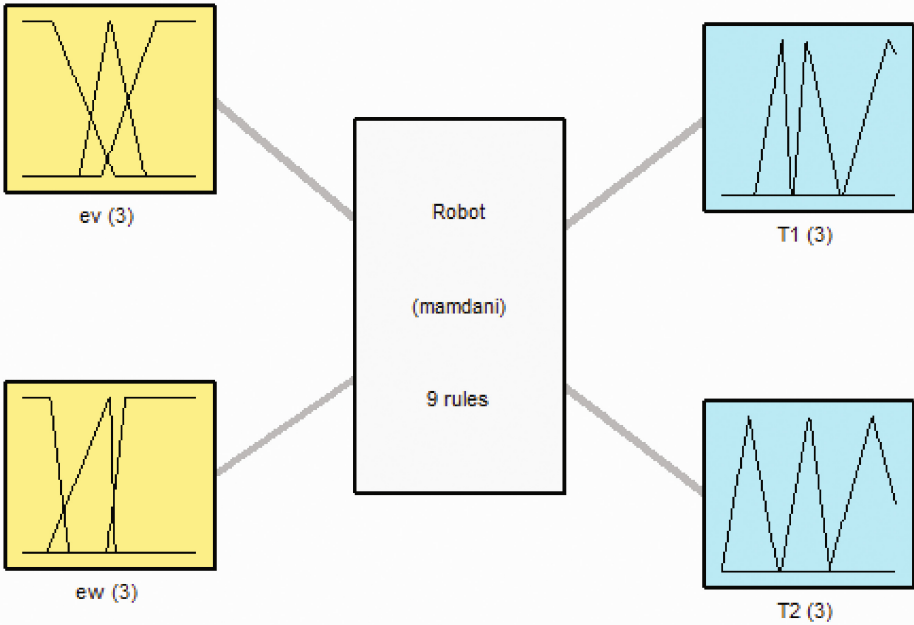 ev (3)
ew (3)
Robot
(mamdani)
9 rules
T1 (3)
T2 (3)